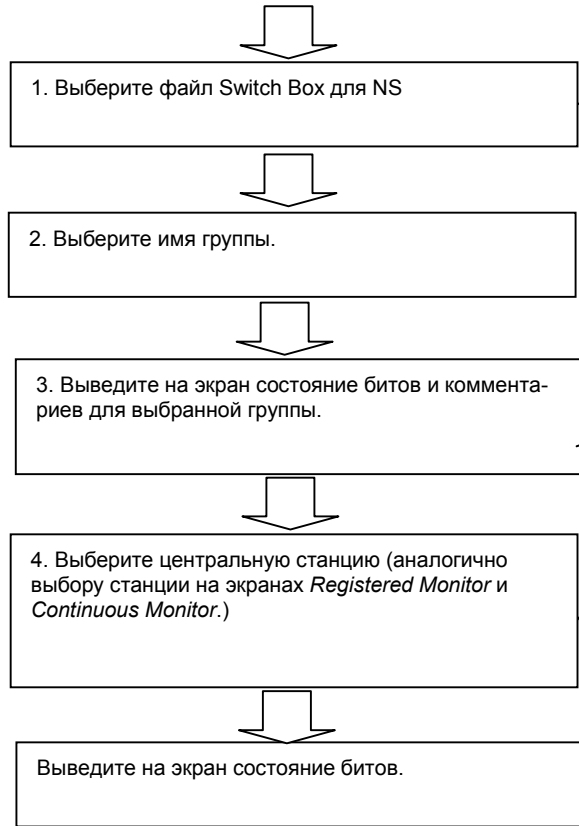 1. Выберите файл Switch Box для NS
2. Выберите имя группы.
3. Выведите на экран состояние битов и коммента-
риев для выбранной группы.
4. Выберите центральную станцию (аналогично
выбору станции на экранах Registered Monitor и
Continuous Monitor.)
Выведите на экран состояние битов.